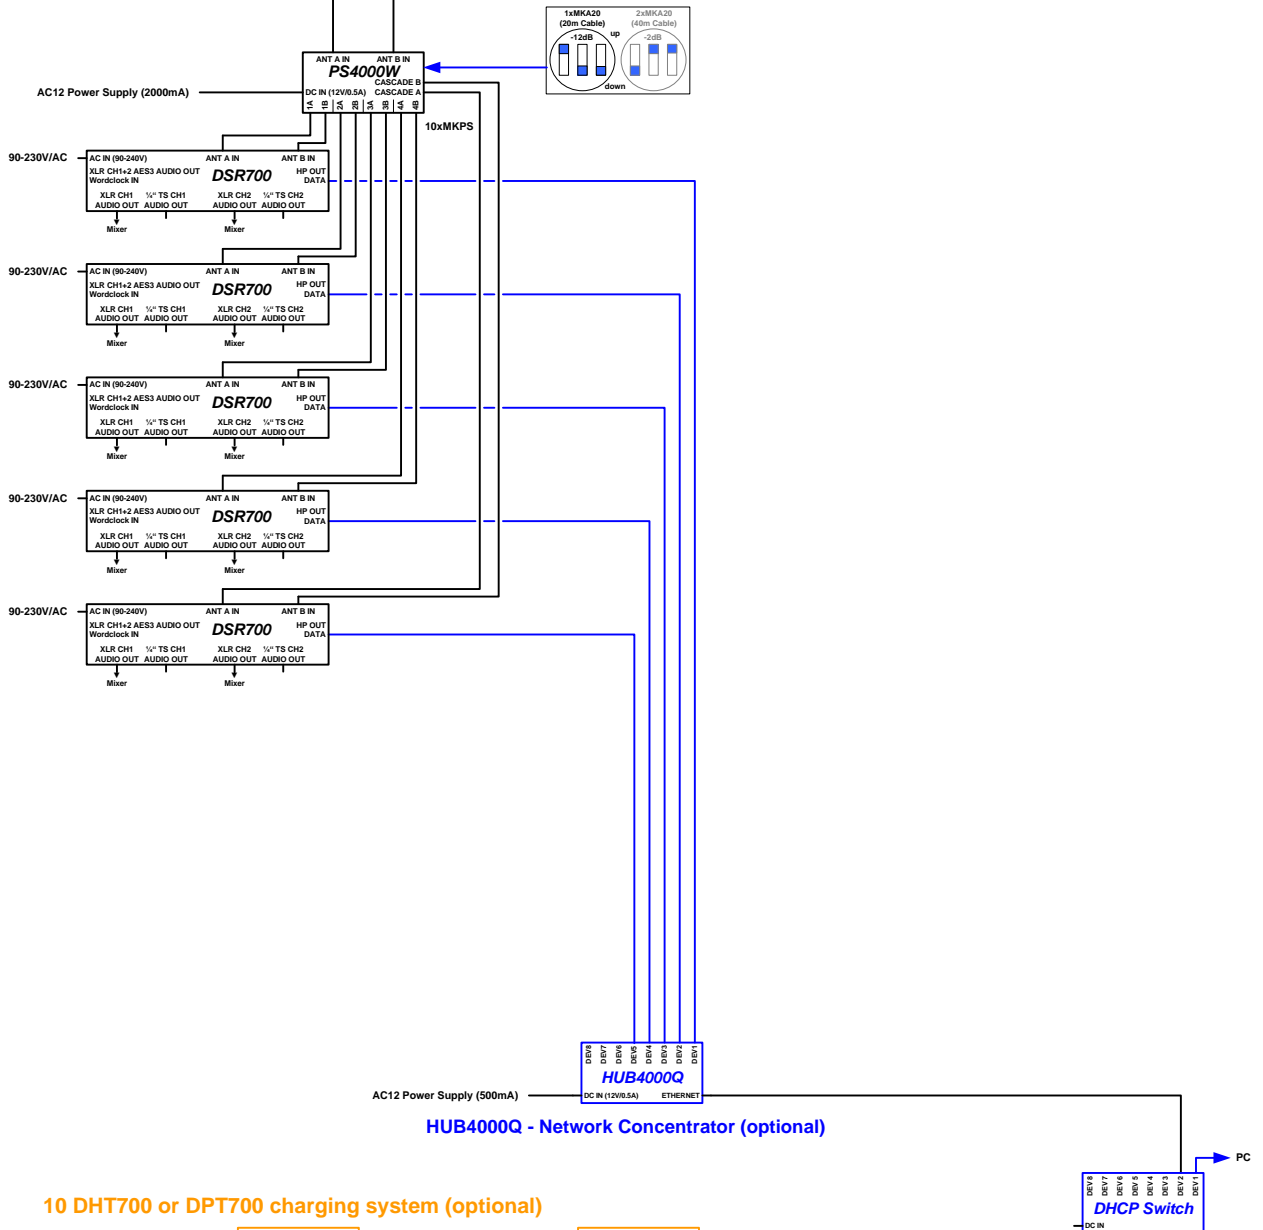 1xMKA20
(20m Cable)
-12dB
up
2xMKA20
(40m Cable)
-2dB
down
ANT A IN ANT B IN
PS4000W
CASCADE B
DC IN (12V/0.5A) CASCADE A
1A 1B 2A 2B 3A 3B 4A 4B
AC12 Power Supply (2000mA)
10xMKPS
90-230V/AC
AC IN (90-240V) ANT A IN ANT B IN
XLR CH1+2 AES3 AUDIO OUT HP OUT
Wordclock IN DSR700 DATA
XLR CH1 ¼“ TS CH1 XLR CH2 ¼“ TS CH2
AUDIO OUT AUDIO OUT AUDIO OUT AUDIO OUT
Mixer Mixer
90-230V/AC
AC IN (90-240V) ANT A IN ANT B IN
XLR CH1+2 AES3 AUDIO OUT HP OUT
Wordclock IN DSR700 DATA
XLR CH1 ¼“ TS CH1 XLR CH2 ¼“ TS CH2
AUDIO OUT AUDIO OUT AUDIO OUT AUDIO OUT
Mixer Mixer
90-230V/AC
AC IN (90-240V) ANT A IN ANT B IN
XLR CH1+2 AES3 AUDIO OUT HP OUT
Wordclock IN DSR700 DATA
XLR CH1 ¼“ TS CH1 XLR CH2 ¼“ TS CH2
AUDIO OUT AUDIO OUT AUDIO OUT AUDIO OUT
Mixer Mixer
90-230V/AC
AC IN (90-240V) ANT A IN ANT B IN
XLR CH1+2 AES3 AUDIO OUT HP OUT
Wordclock IN DSR700 DATA
XLR CH1 ¼“ TS CH1 XLR CH2 ¼“ TS CH2
AUDIO OUT AUDIO OUT AUDIO OUT AUDIO OUT
Mixer Mixer
90-230V/AC
AC IN (90-240V) ANT A IN ANT B IN
XLR CH1+2 AES3 AUDIO OUT HP OUT
Wordclock IN DSR700 DATA
XLR CH1 ¼“ TS CH1 XLR CH2 ¼“ TS CH2
AUDIO OUT AUDIO OUT AUDIO OUT AUDIO OUT
Mixer Mixer
DEV8 DEV7 DEV6 DEV5 DEV4 DEV3 DEV2 DEV1
HUB4000Q
AC12 Power Supply (500mA)
DC IN (12V/0.5A) ETHERNET
HUB4000Q - Network Concentrator (optional)
PC
DEV8 DEV7 DEV6 DEV5 DEV4 DEV3 DEV2 DEV1
DHCP Switch
DC IN
10 DHT700 or DPT700 charging system (optional)